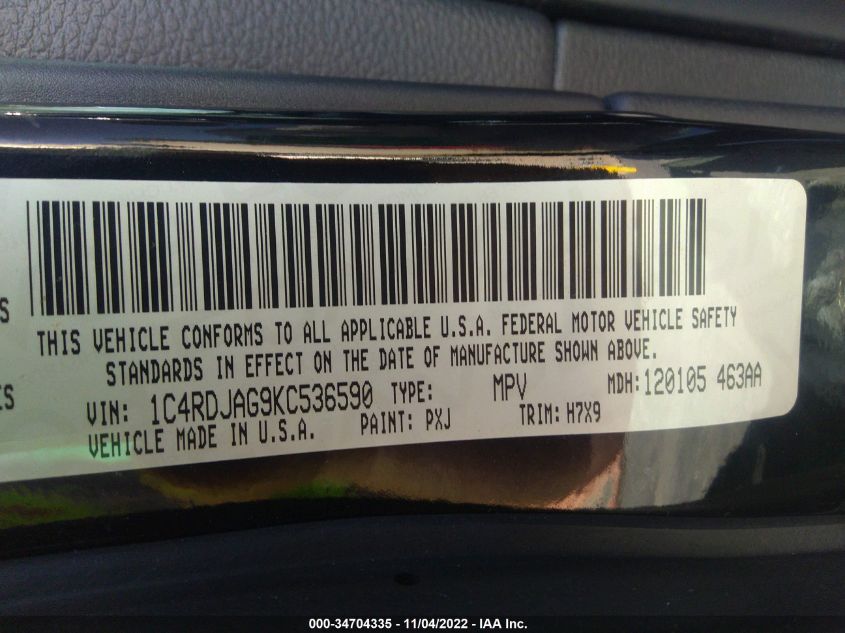 S
THIS VEHICLE CONFORMS TO ALL APPLICABLE U.S.A. FEDERAL MOTOR VEHICLE SAFETY
STANDARDS IN EFFECT ON THE DATE OF MANUFACTURE SHOWN ABOVE.
ES
VIN: 1C4RDJAG9KC536590 TYPE: MPV MDH: 120105 463AA
VEHICLE MADE IN U.S.A. PAINT: PXJ TRIM: H7X9
000-34704335 - 11/04/2022 - IAA Inc.